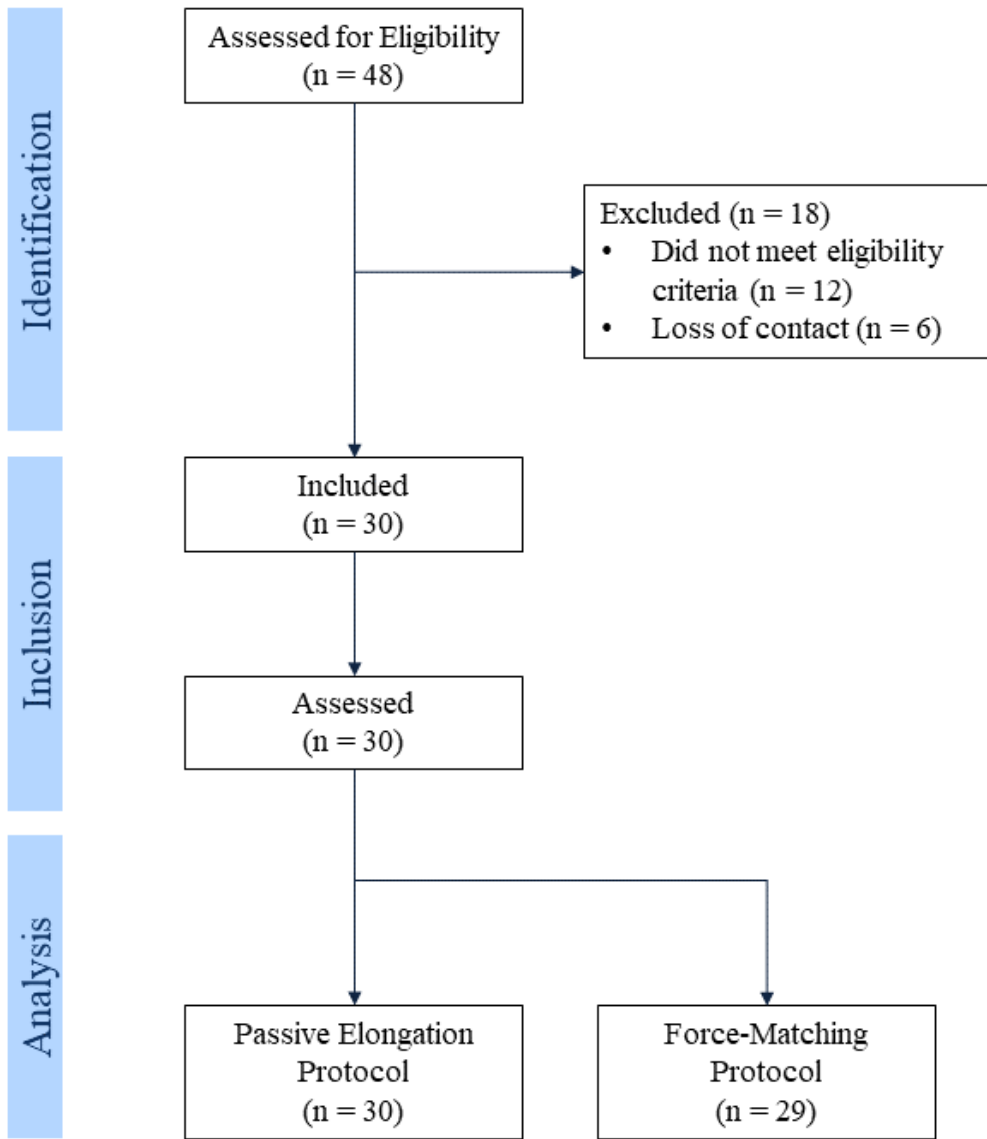 Identification
Assessed for Eligibility
(n = 48)
Excluded (n = 18)
• Did not meet eligibility
criteria (n = 12)
• Loss of contact (n = 6)
Inclusion
Included
(n = 30)
Assessed
(n = 30)
Analysis
Passive Elongation
Protocol
(n = 30)
Force-Matching
Protocol
(n = 29)